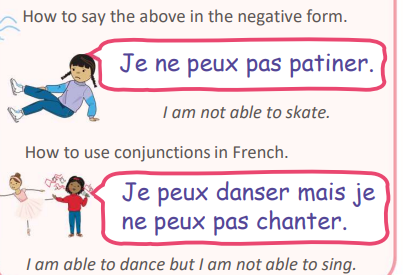 How to say the above in the negative form.
Je ne peux pas patiner.
I am not able to skate.
How to use conjunctions in French.
Je peux danser mais je
ne peux pas chanter.
I am able to dance but I am not able to sing.